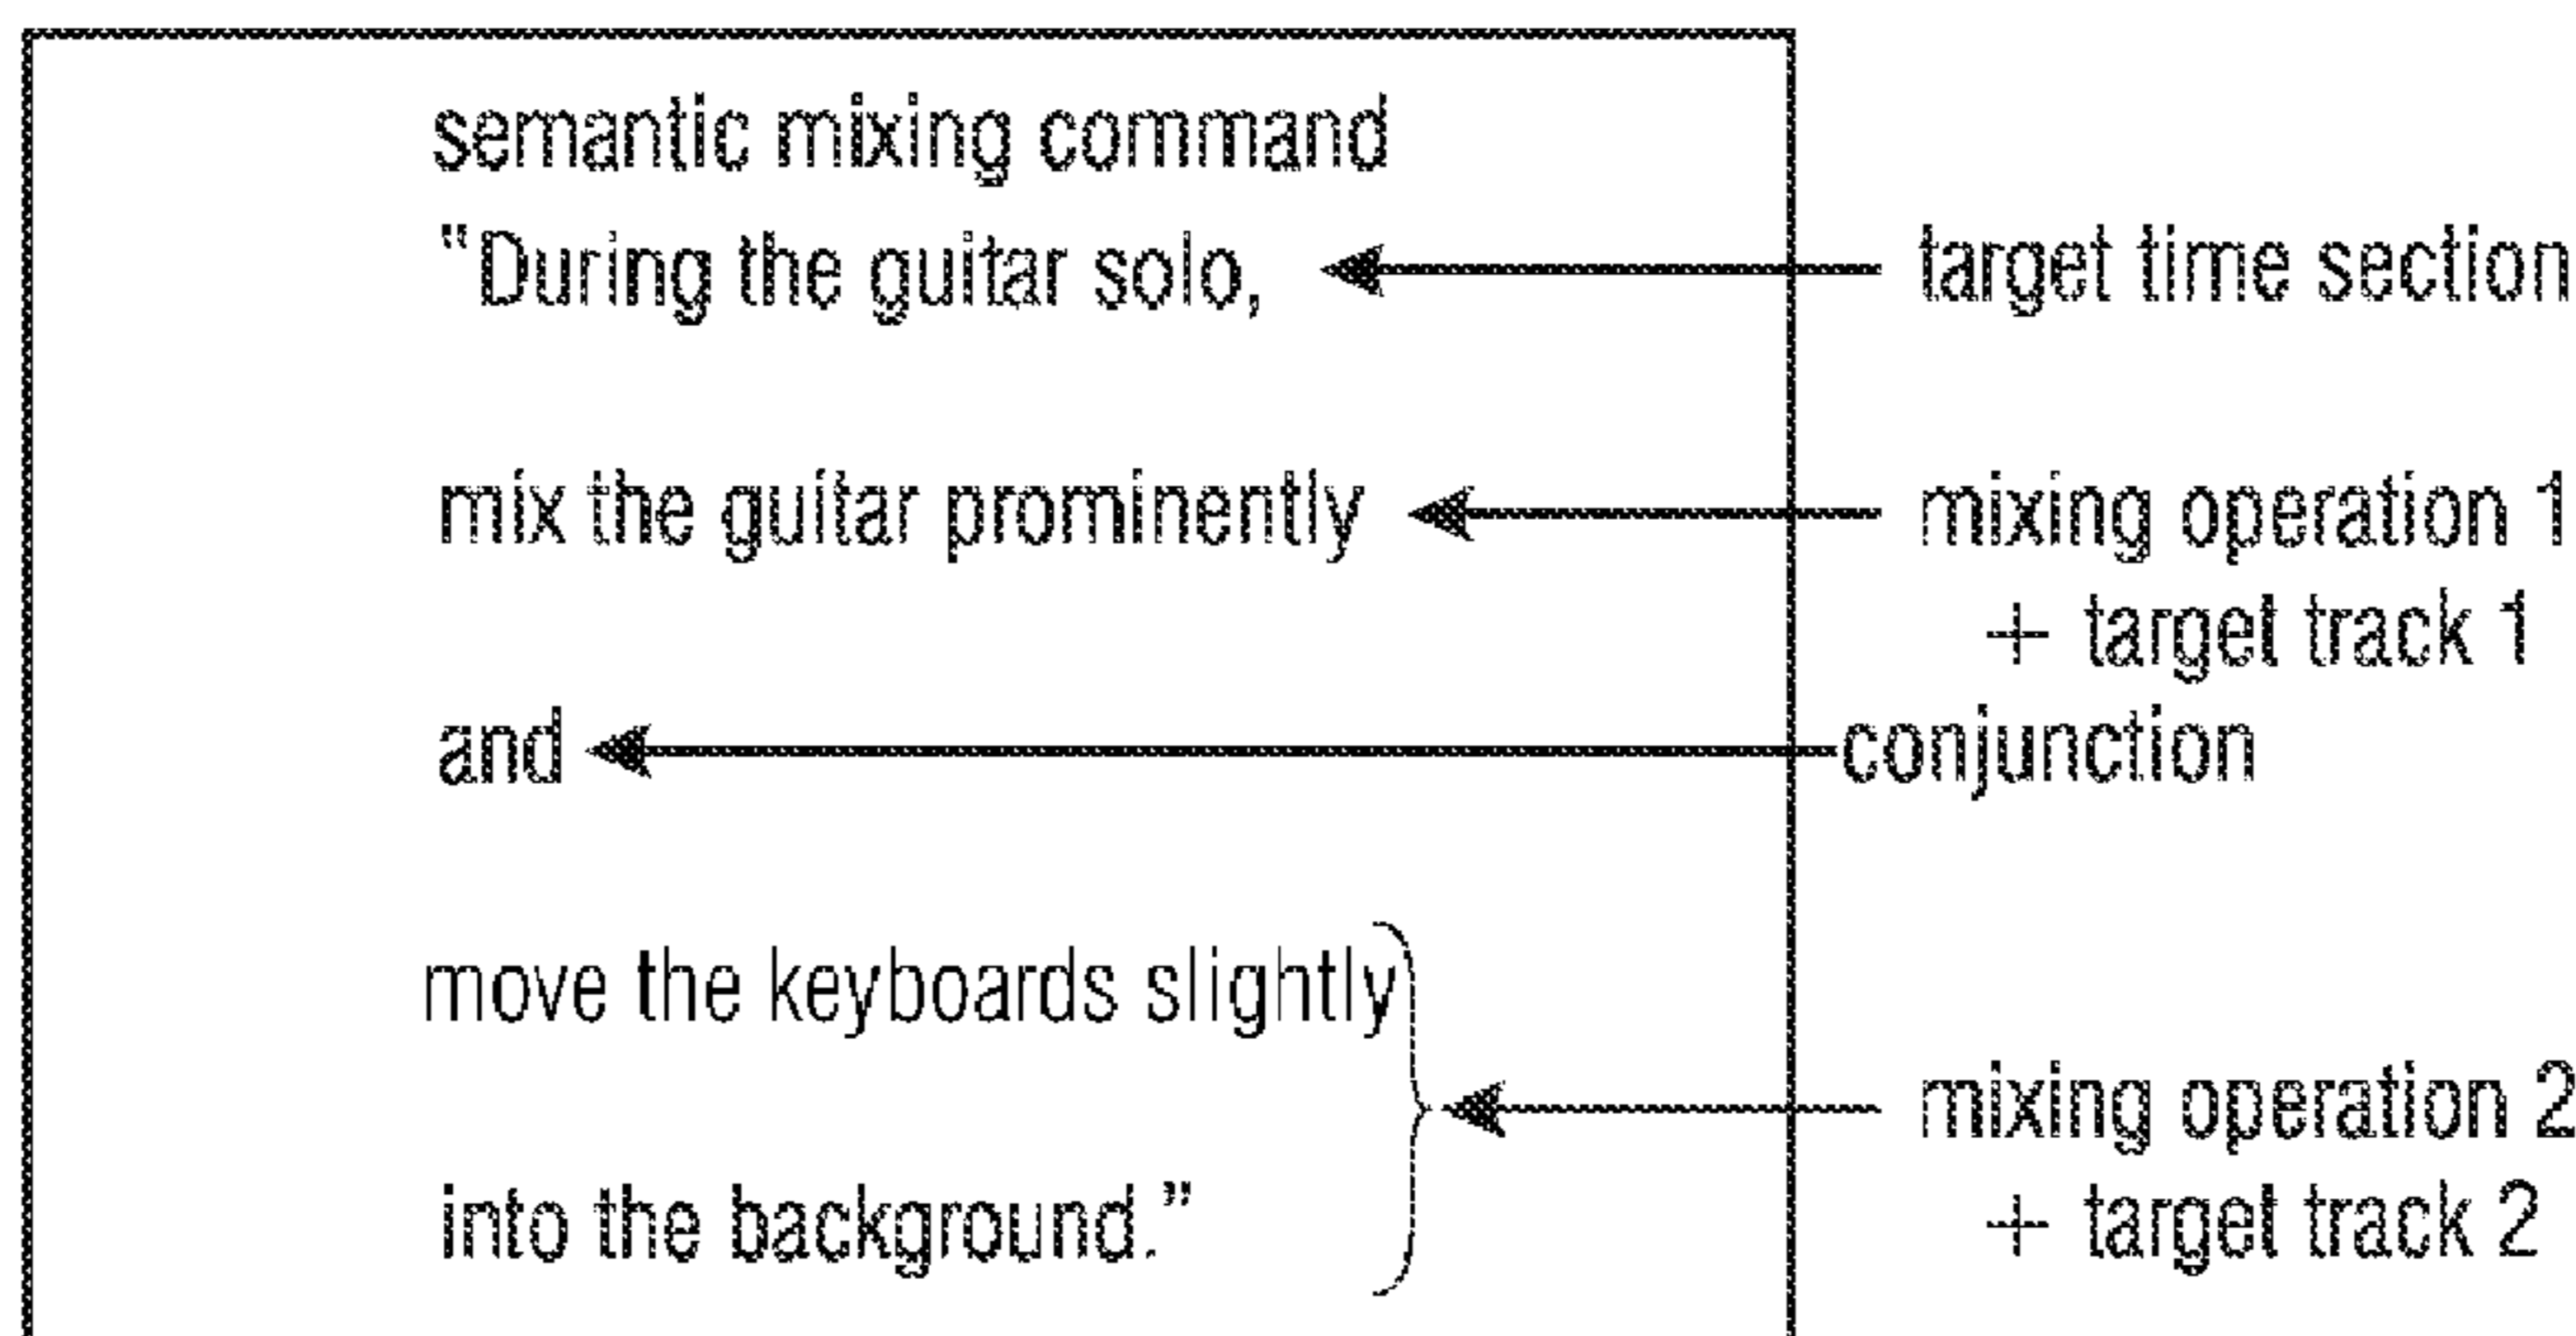 semantic mixing command
"During the guitar solo,
target time section
mix the guitar prominently
mixing operation 1
+ target track 1
and
conjunction
move the keyboards slightly
into the background.”
mixing operation 2
+ target track 2